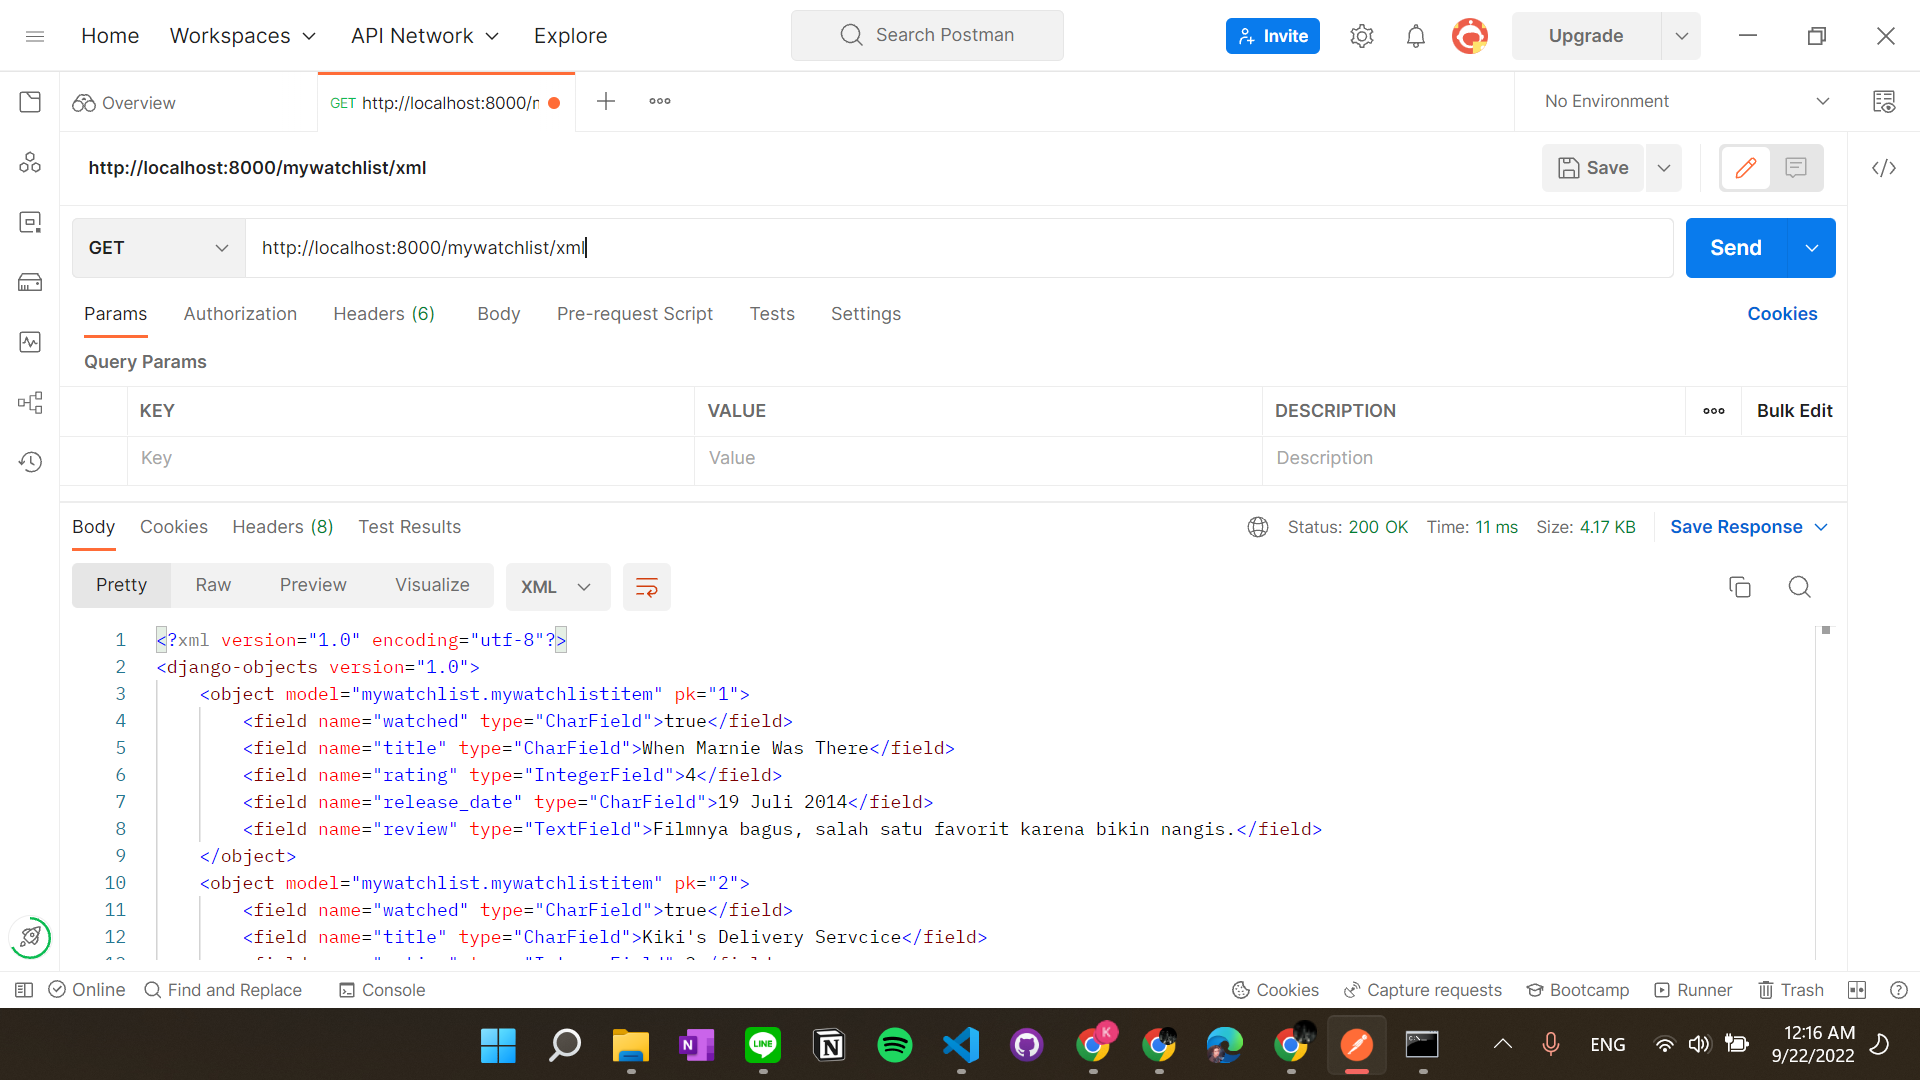 Home Workspaces API Network Explore Search Postman Invite Upgrade
Overview GET http://localhost:8000/ No Environment
http://localhost:8000/mywatchlist/xml Save
GET http://localhost:8000/mywatchlist/xml Send
Params Authorization Headers (6) Body Pre-request Script Tests Settings Cookies
Query Params
KEY VALUE DESCRIPTION Bulk Edit
Key Value Description
Body Cookies Headers (8) Test Results Status: 200 OK Time: 11 ms Size: 4.17 KB Save Response
Pretty Raw Preview Visualize XML
1 <?xml version="1.0" encoding="utf-8"?>
2 <django-objects version="1.0">
3 <object model="mywatchlist.mywatchlistitem" pk="1">
4 <field name="watched" type="CharField">true</field>
5 <field name="title" type="CharField">When Marnie Was There</field>
6 <field name="rating" type="IntegerField">4</field>
7 <field name="release_date" type="CharField">19 Juli 2014</field>
8 <field name="review" type="TextField">Filmnya bagus, salah satu favorit karena bikin nangis.</field>
9 </object>
10 <object model="mywatchlist.mywatchlistitem" pk="2">
11 <field name="watched" type="CharField">true</field>
12 <field name="title" type="CharField">Kiki's Delivery Servcice</field>
Online Find and Replace Console Cookies Capture requests Bootcamp Runner Trash
N LINE N K ENG 12:16 AM
9/22/2022